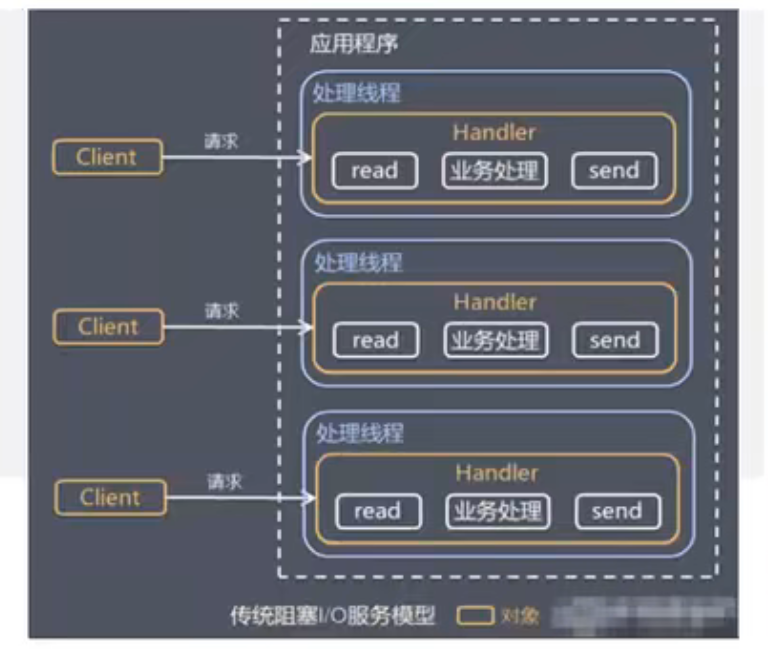 应用程序
处理线程
Handler
Client
请求
read
业务处理
send
处理线程
Handler
Client
请求
read
业务处理
send
处理线程
Handler
Client
请求
read
业务处理
send
传统阻塞I/O服务模型
对象